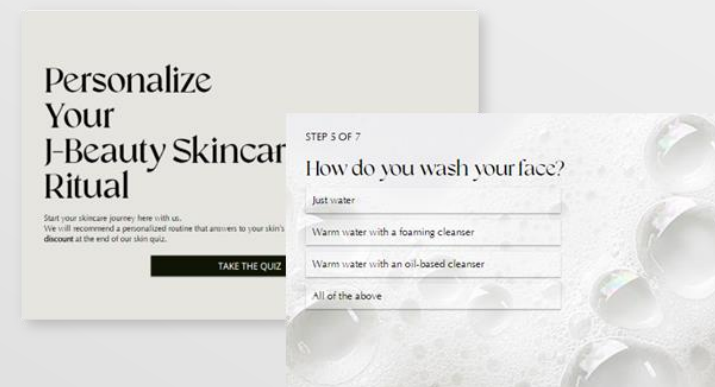 Personalize
Your
J-Beauty Skincar
Ritual
Start your skincare journey here with us.
We will recommend a personalized routine that answers to your skin's
discount at the end of our skin quiz.
TAKE THE QUIZ
STEP 5 OF 7
How do you wash your face?
Just water
Warm water with a foaming cleanser
Warm water with an oil-based cleanser
All of the above